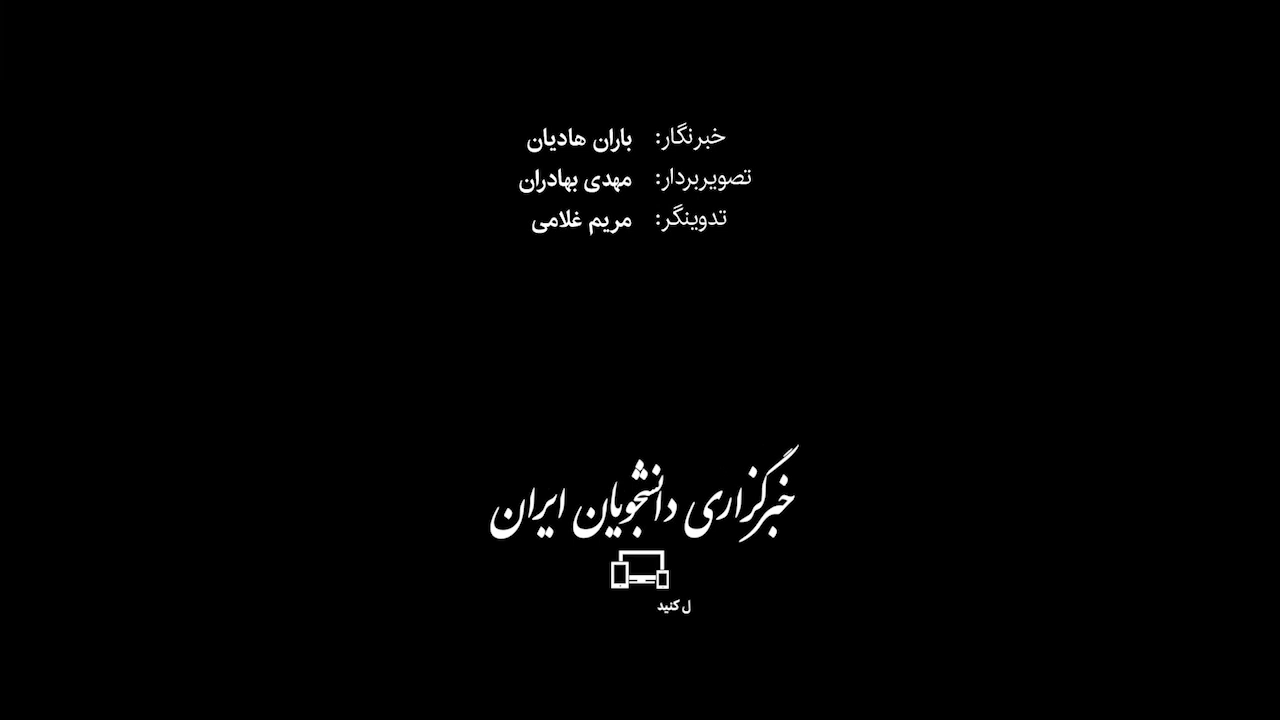 خبرنگار: باران هادیان
تصویربردار: مهدی بهادران
تدوینگر: مریم غلامی
خبرگزاری دانشجویان ایران
ل کنید